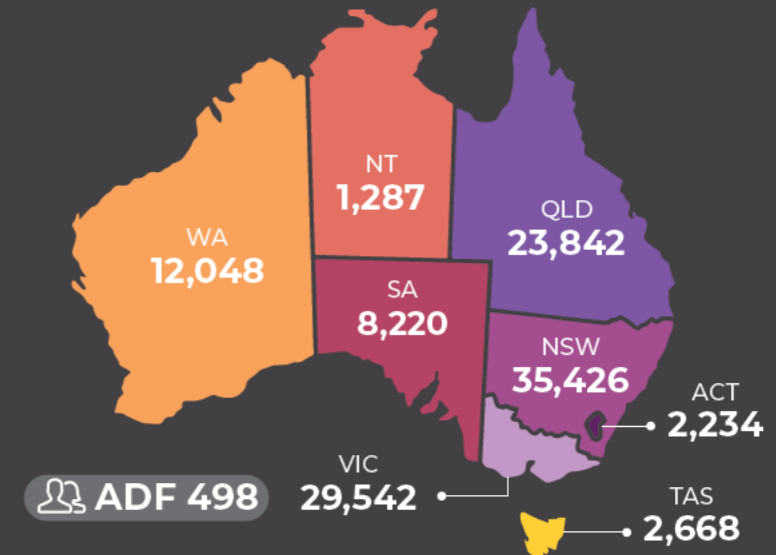 NT
1,287
QLD
23,842
WA
12,048
SA
8,220
NSW
35,426
ACT
2,234
VIC
29,542
ADF 498
TAS
2,668